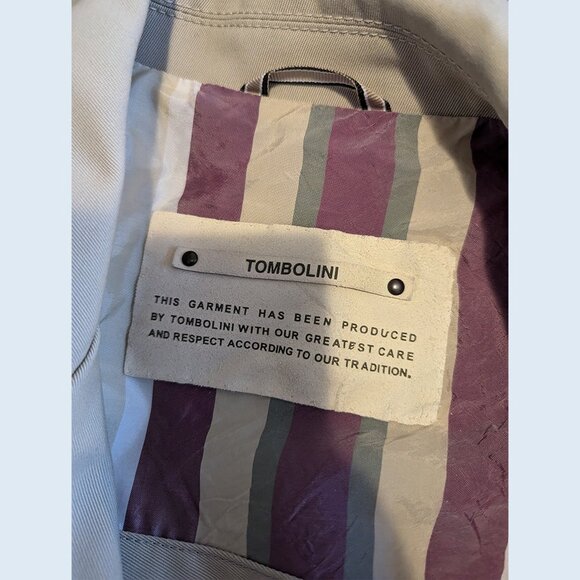 TOMBOLINI
THIS GARMENT HAS BEEN PRODUCED
BY TOMBOLINI WITH OUR GREATEST CARE
AND RESPECT ACCORDING TO OUR TRADITION.